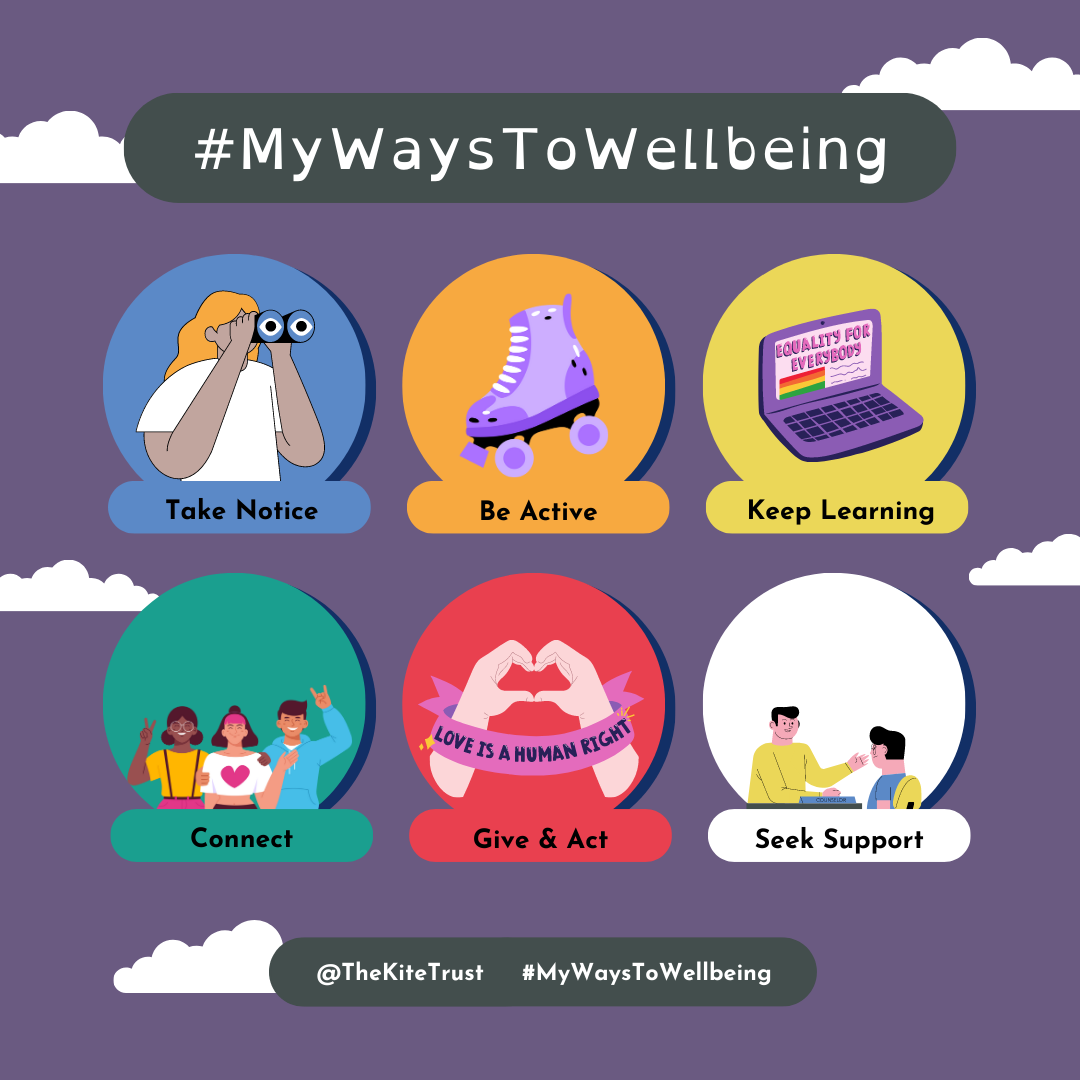 #MyWaysToWellbeing
EQUALITY FOR
EVERYBODY
Take Notice
Be Active
Keep Learning
LOVE IS A HUMAN RIGHT
COUNSELOR
Connect
Give & Act
Seek Support
@TheKiteTrust #MyWaysToWellbeing